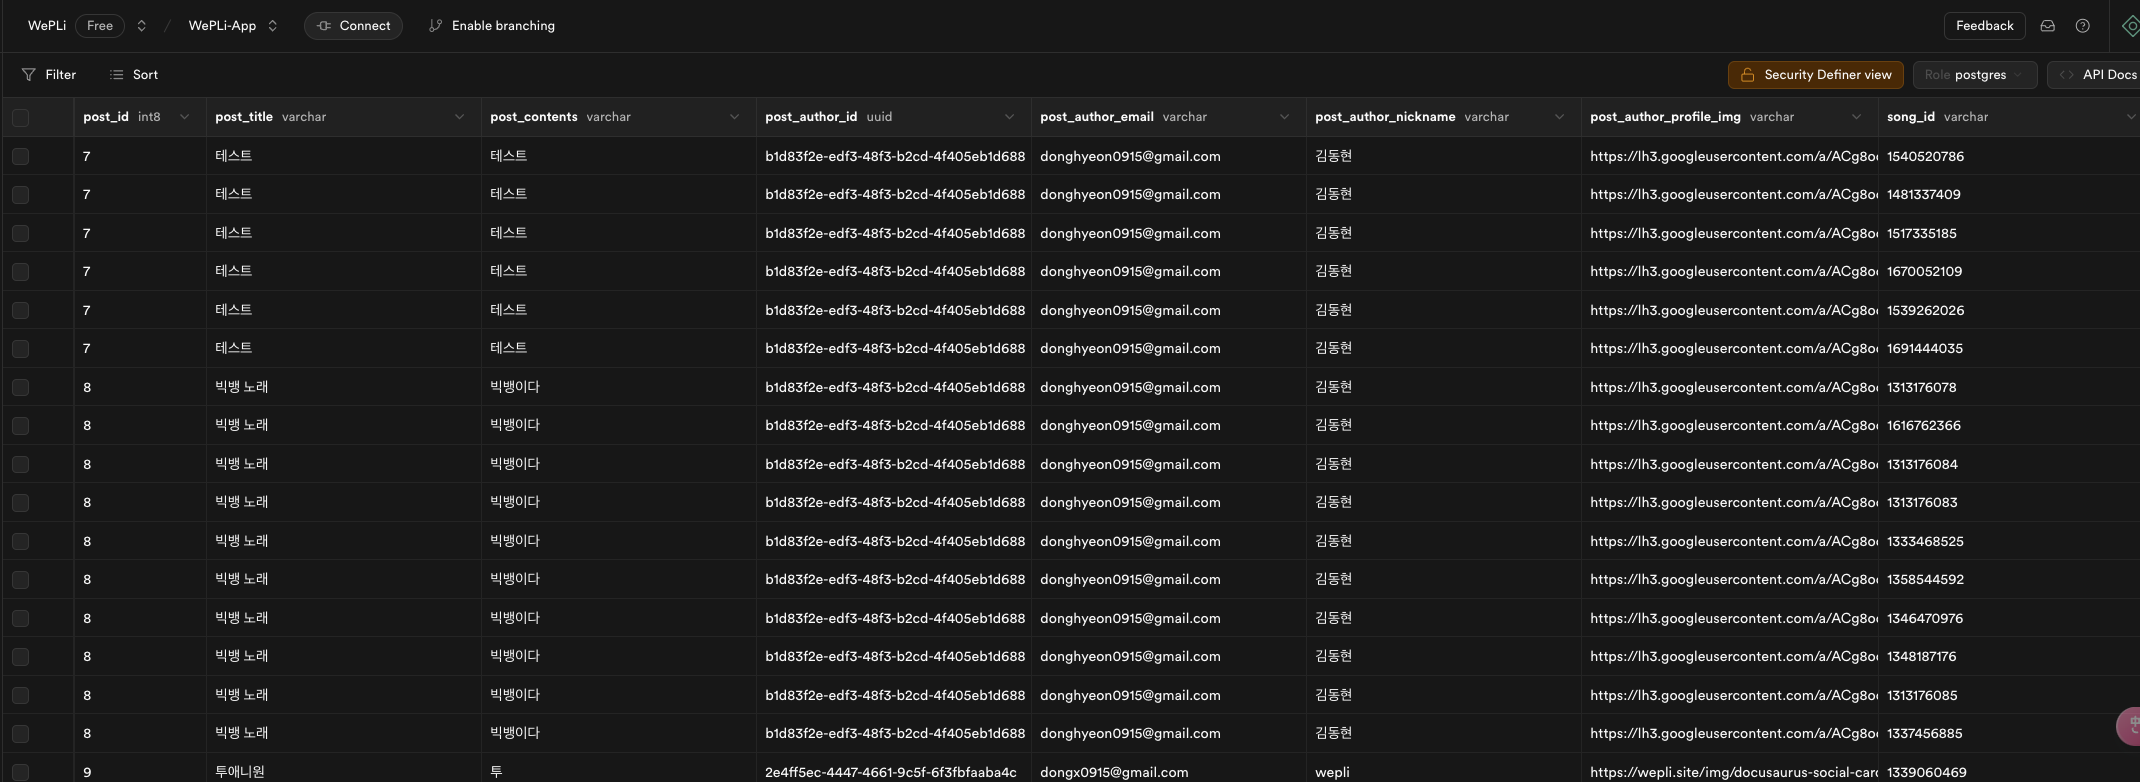 WePLi Free / WePLi-App Connect Enable branching Feedback
Filter Sort Security Definer view Role postgres API Docs
post_id int8 post_title varchar post_contents varchar post_author_id uuid post_author_email varchar post_author_nickname varchar post_author_profile_img varchar song_id varchar
7 테스트 테스트 b1d83f2e-edf3-48f3-b2cd-4f405eb1d688 donghyeon0915@gmail.com 김동현 https://lh3.googleusercontent.com/a/ACg8o 1540520786
7 테스트 테스트 b1d83f2e-edf3-48f3-b2cd-4f405eb1d688 donghyeon0915@gmail.com 김동현 https://lh3.googleusercontent.com/a/ACg8o 1481337409
7 테스트 테스트 b1d83f2e-edf3-48f3-b2cd-4f405eb1d688 donghyeon0915@gmail.com 김동현 https://lh3.googleusercontent.com/a/ACg8o 1517335185
7 테스트 테스트 b1d83f2e-edf3-48f3-b2cd-4f405eb1d688 donghyeon0915@gmail.com 김동현 https://lh3.googleusercontent.com/a/ACg8o 1670052109
7 테스트 테스트 b1d83f2e-edf3-48f3-b2cd-4f405eb1d688 donghyeon0915@gmail.com 김동현 https://lh3.googleusercontent.com/a/ACg8o 1539262026
7 테스트 테스트 b1d83f2e-edf3-48f3-b2cd-4f405eb1d688 donghyeon0915@gmail.com 김동현 https://lh3.googleusercontent.com/a/ACg8o 1691444035
8 빅뱅 노래 빅뱅이다 b1d83f2e-edf3-48f3-b2cd-4f405eb1d688 donghyeon0915@gmail.com 김동현 https://lh3.googleusercontent.com/a/ACg8o 1313176078
8 빅뱅 노래 빅뱅이다 b1d83f2e-edf3-48f3-b2cd-4f405eb1d688 donghyeon0915@gmail.com 김동현 https://lh3.googleusercontent.com/a/ACg8o 1616762366
8 빅뱅 노래 빅뱅이다 b1d83f2e-edf3-48f3-b2cd-4f405eb1d688 donghyeon0915@gmail.com 김동현 https://lh3.googleusercontent.com/a/ACg8o 1313176084
8 빅뱅 노래 빅뱅이다 b1d83f2e-edf3-48f3-b2cd-4f405eb1d688 donghyeon0915@gmail.com 김동현 https://lh3.googleusercontent.com/a/ACg8o 1313176083
8 빅뱅 노래 빅뱅이다 b1d83f2e-edf3-48f3-b2cd-4f405eb1d688 donghyeon0915@gmail.com 김동현 https://lh3.googleusercontent.com/a/ACg8o 1333468525
8 빅뱅 노래 빅뱅이다 b1d83f2e-edf3-48f3-b2cd-4f405eb1d688 donghyeon0915@gmail.com 김동현 https://lh3.googleusercontent.com/a/ACg8o 1358544592
8 빅뱅 노래 빅뱅이다 b1d83f2e-edf3-48f3-b2cd-4f405eb1d688 donghyeon0915@gmail.com 김동현 https://lh3.googleusercontent.com/a/ACg8o 1346470976
8 빅뱅 노래 빅뱅이다 b1d83f2e-edf3-48f3-b2cd-4f405eb1d688 donghyeon0915@gmail.com 김동현 https://lh3.googleusercontent.com/a/ACg8o 1348187176
8 빅뱅 노래 빅뱅이다 b1d83f2e-edf3-48f3-b2cd-4f405eb1d688 donghyeon0915@gmail.com 김동현 https://lh3.googleusercontent.com/a/ACg8o 1313176085
8 빅뱅 노래 빅뱅이다 b1d83f2e-edf3-48f3-b2cd-4f405eb1d688 donghyeon0915@gmail.com 김동현 https://lh3.googleusercontent.com/a/ACg8o 1337456885
9 투애니원 투 2e4ff5ec-4447-4661-9c5f-6f3fbfaaba4c dongx0915@gmail.com wepli https://wepli.site/img/docusaurus-social-car 1339060469